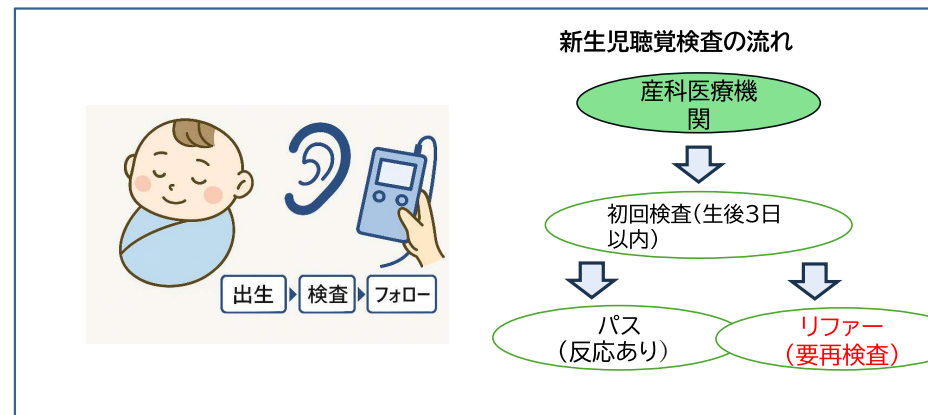 新生児聴覚検査の流れ
産科医療機
関
初回検査(生後3日
以内)
パス
(反応あり)
リファー
(要再検査)
出生
検査
フォロー